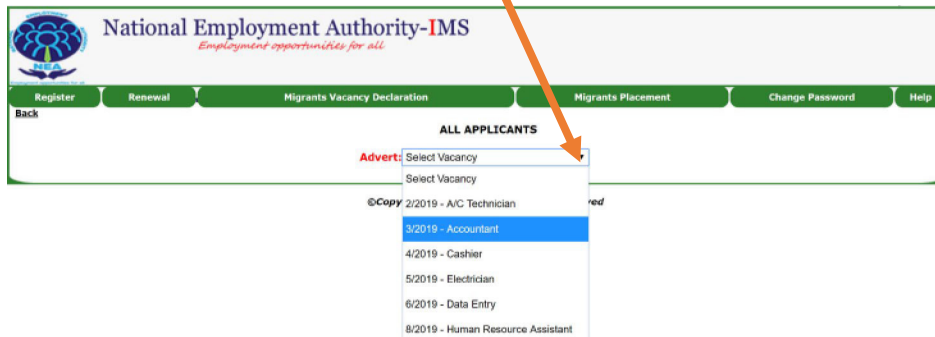 National Employment Authority-IMS
Employment opportunities for all
NEA
Register Renewal Migrants Vacancy Declaration Migrants Placement Change Password Help
Back
ALL APPLICANTS
Advert: Select Vacancy
Select Vacancy
©Copy ved
2/2019 - A/C Technician
3/2019 - Accountant
4/2019 - Cashier
5/2019 - Electrician
6/2019 - Data Entry
8/2019 - Human Resource Assistant